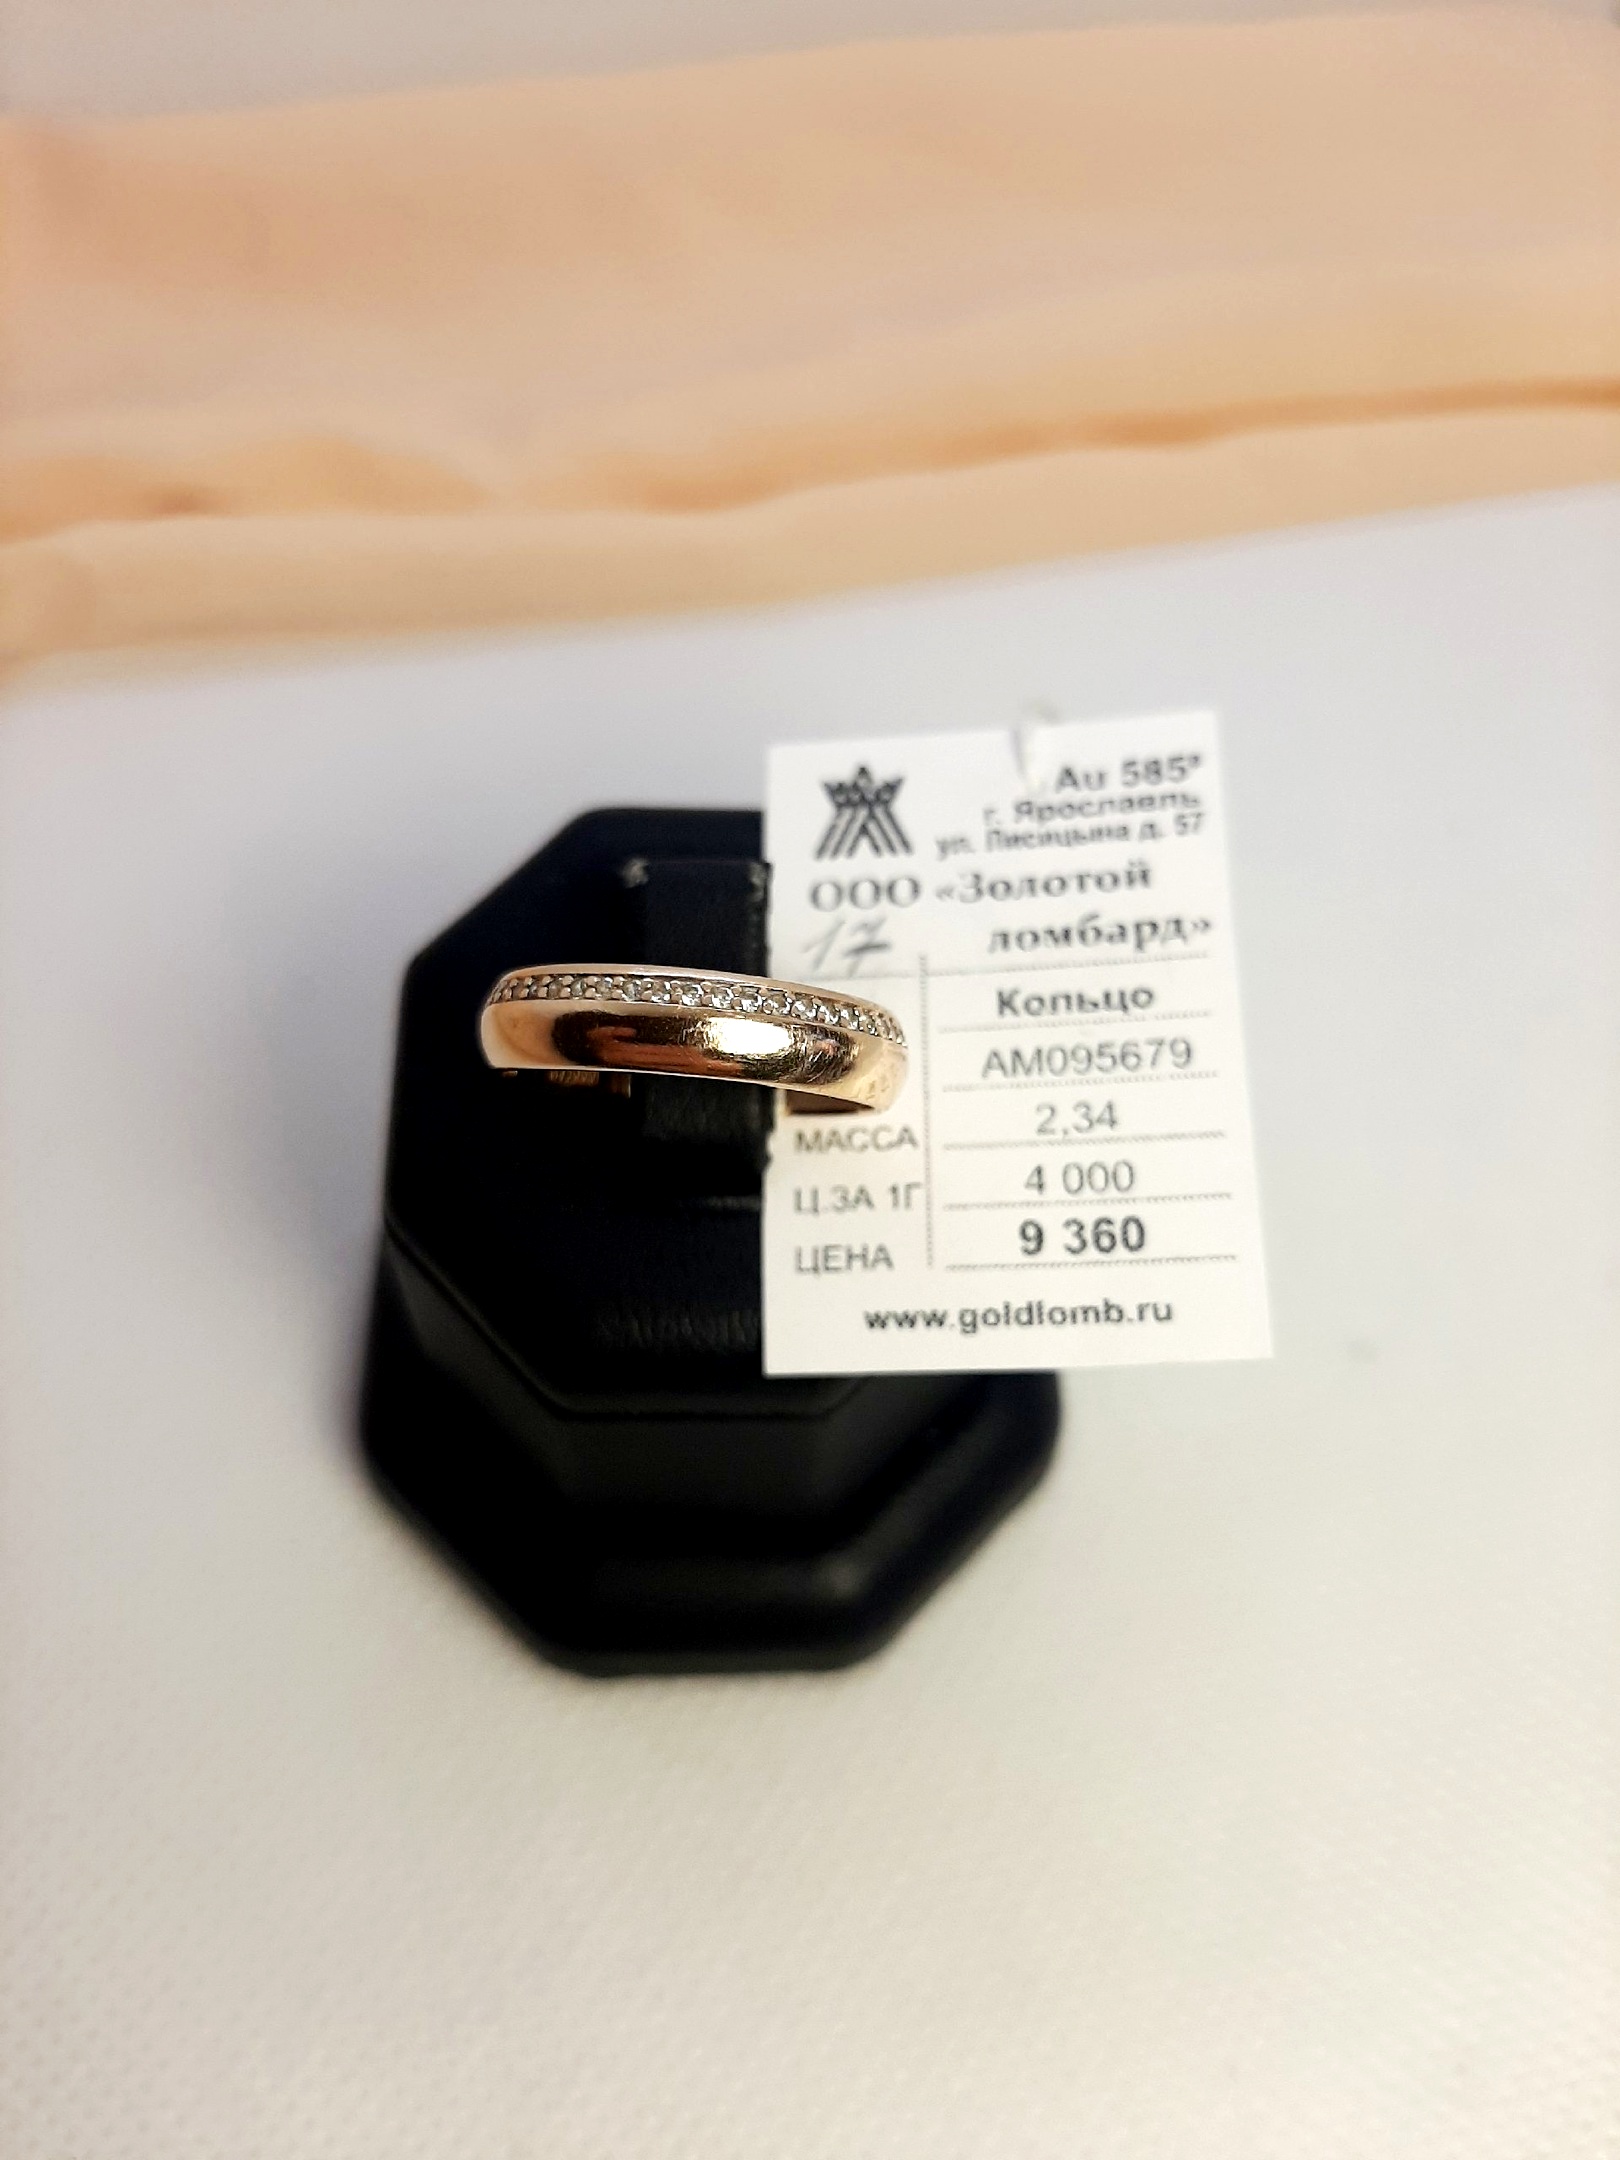 Au 585°
г. Ярославль
ул. Лисицына д. 57
ООО «Золотой
ломбард»
17
Кольцо
АМ095679
МАССА 2,34
Ц.ЗА 1Г 4 000
ЦЕНА 9 360
www.goldlomb.ru